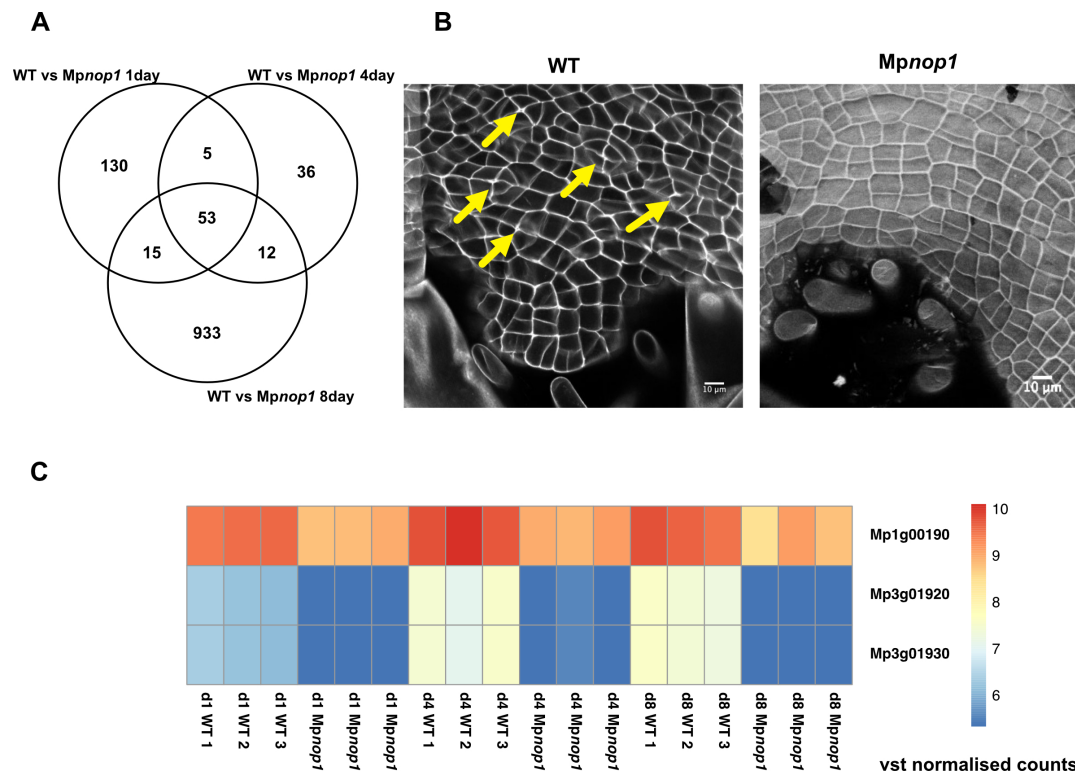 A
B
WT vs Mpnop1 1day
WT vs Mpnop1 4day
130
5
36
53
15
12
933
WT vs Mpnop1 8day
WT
Mpnop1
10 µm
10 µm
C
Mp1g00190
Mp3g01920
Mp3g01930
10
9
8
7
6
d1 WT 1
d1 WT 2
d1 WT 3
d1 Mpnop1
d1 Mpnop1
d1 Mpnop1
d4 WT 1
d4 WT 2
d4 WT 3
d4 Mpnop1
d4 Mpnop1
d4 Mpnop1
d8 WT 1
d8 WT 2
d8 WT 3
d8 Mpnop1
d8 Mpnop1
d8 Mpnop1
vst normalised counts